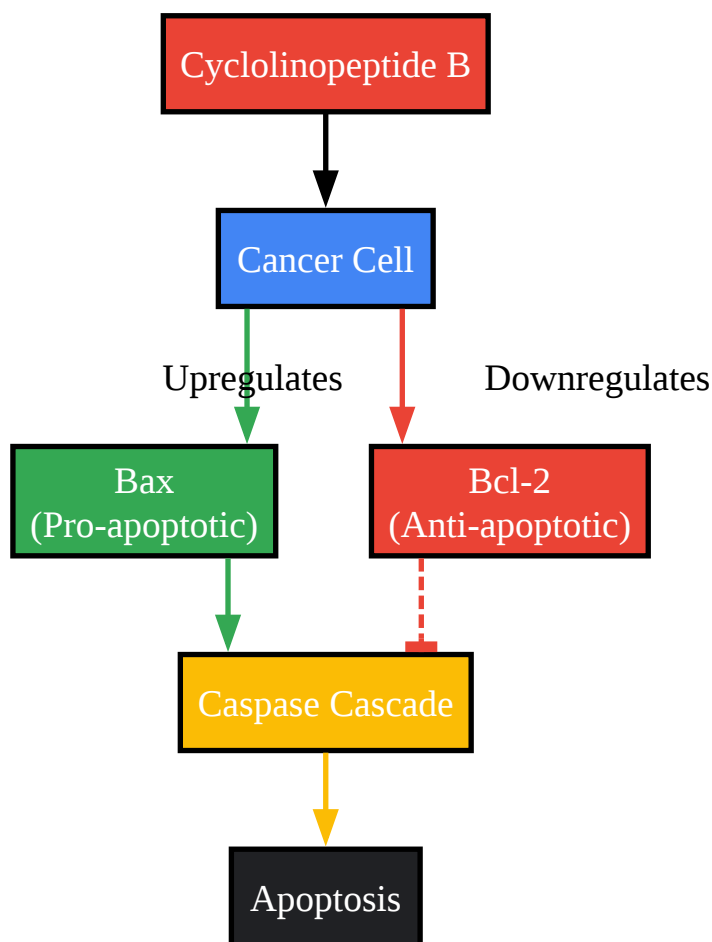 Cyclolinopeptide B
Cancer Cell
Upregulates
Downregulates
Bax
(Pro-apoptotic)
Bcl-2
(Anti-apoptotic)
Caspase Cascade
Apoptosis